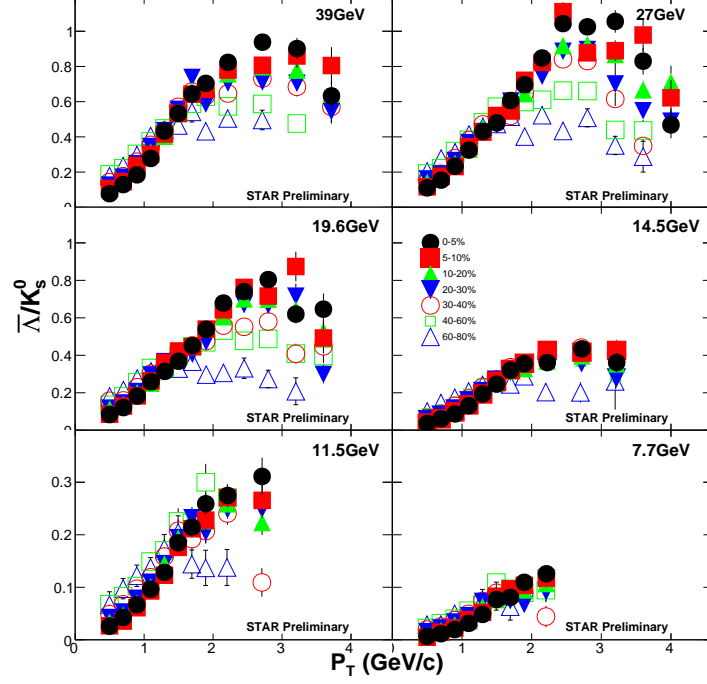 39GeV
27GeV
1
0.8
0.6
0.4
0.2
0
STAR Preliminary
STAR Preliminary
19.6GeV
14.5GeV
1
0.8
0.6
0.4
0.2
0
0-5%
5-10%
10-20%
20-30%
30-40%
40-60%
60-80%
STAR Preliminary
STAR Preliminary
Λ̅/K⁰ₛ
11.5GeV
7.7GeV
0.3
0.2
0.1
0
STAR Preliminary
STAR Preliminary
0 1 2 3 4 0 1 2 3 4
P_T (GeV/c)